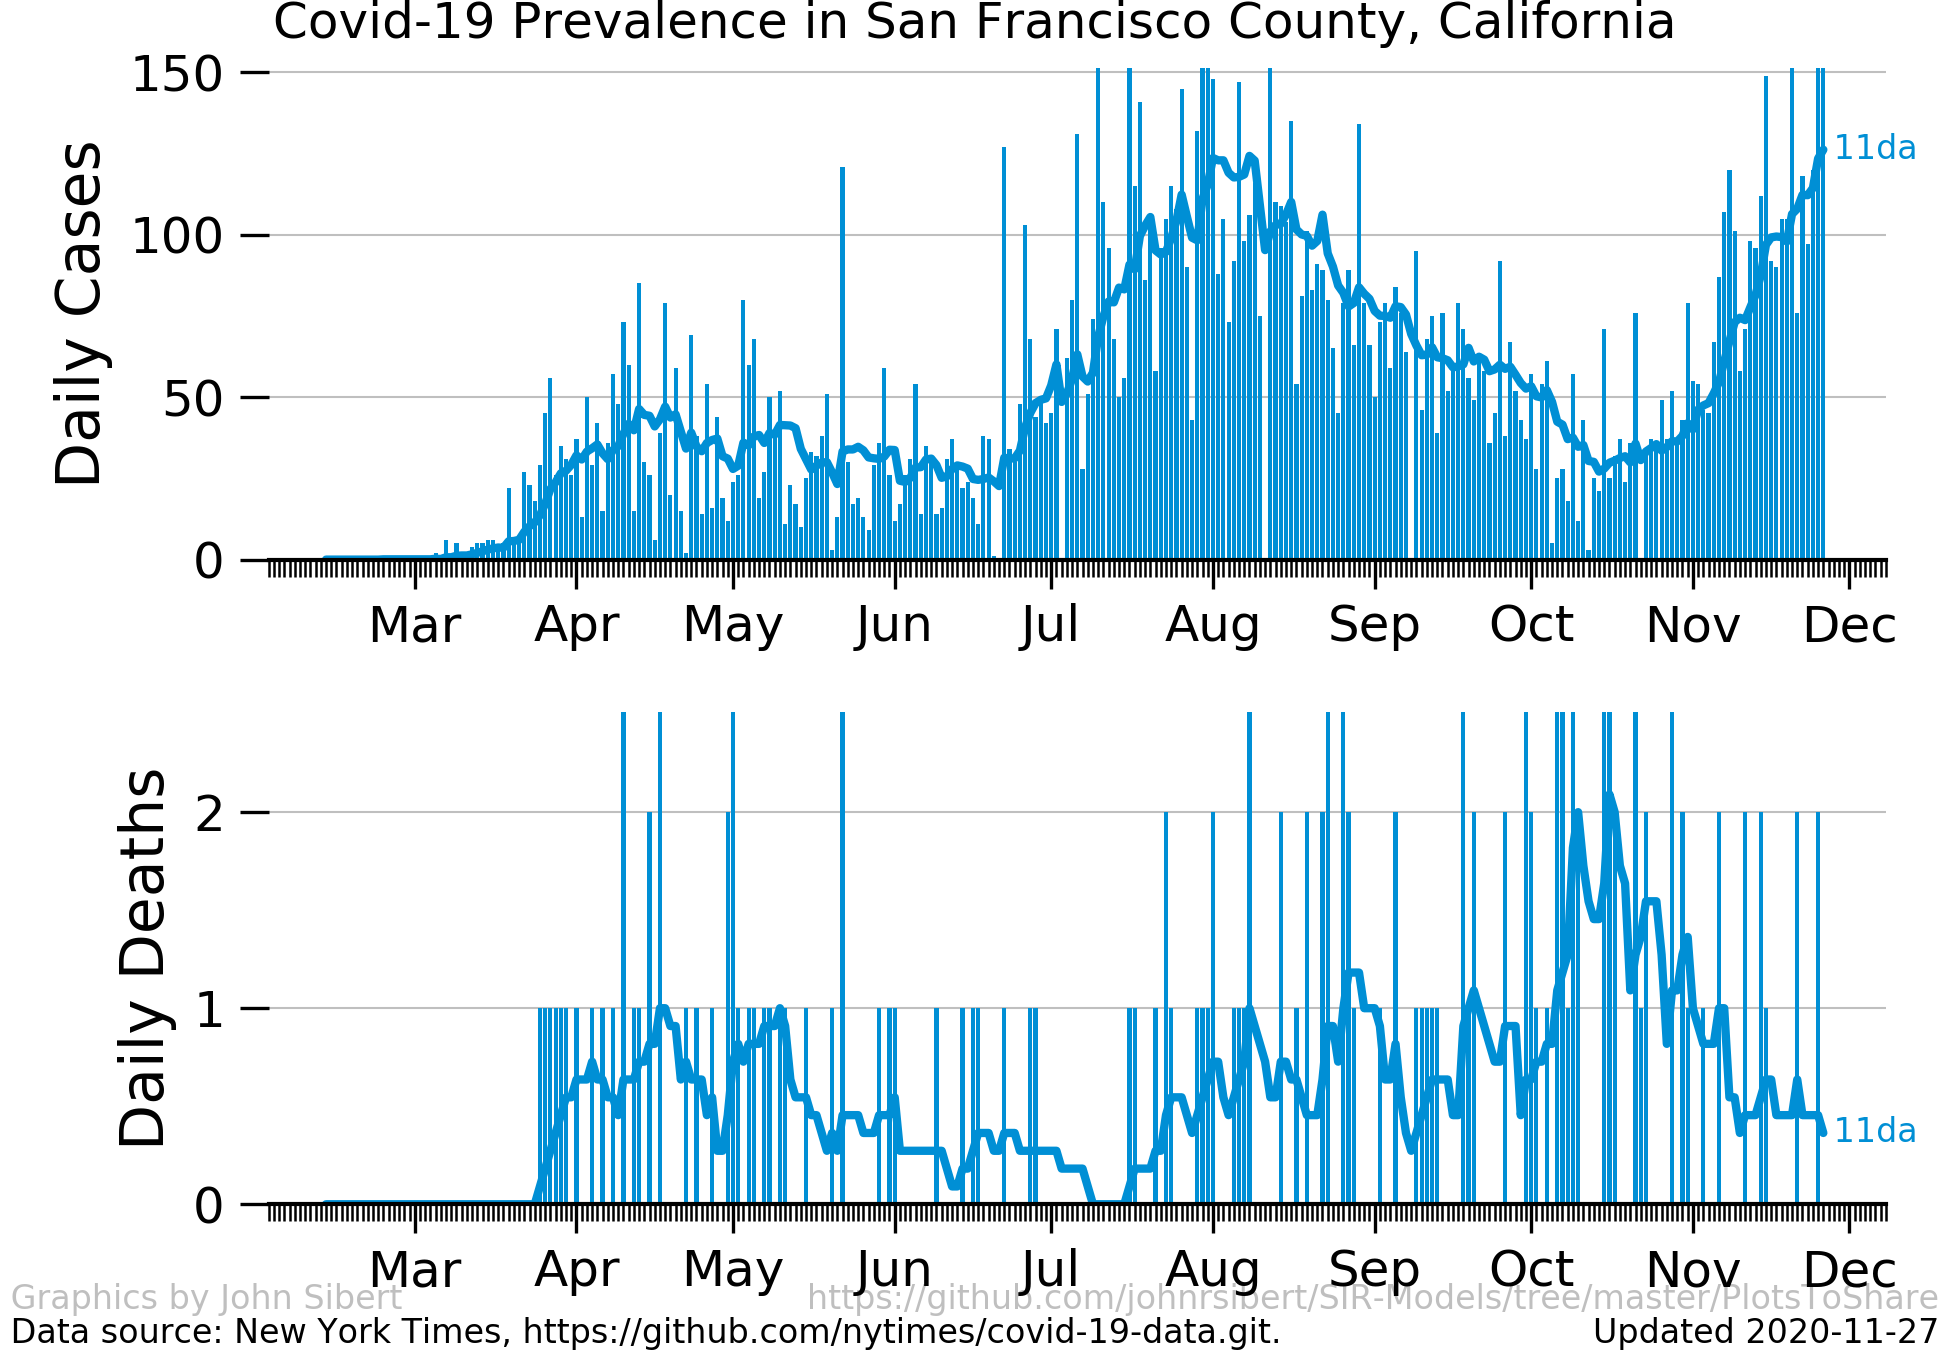 Covid-19 Prevalence in San Francisco County, California
Daily Cases
150
100
50
0
11da
Mar Apr May Jun Jul Aug Sep Oct Nov Dec
Daily Deaths
2
1
0
11da
Mar Apr May Jun Jul Aug Sep Oct Nov Dec
Graphics by John Sibert https://github.com/johnrsibert/SIR-Models/tree/master/PlotsToShare
Data source: New York Times, https://github.com/nytimes/covid-19-data.git. Updated 2020-11-27